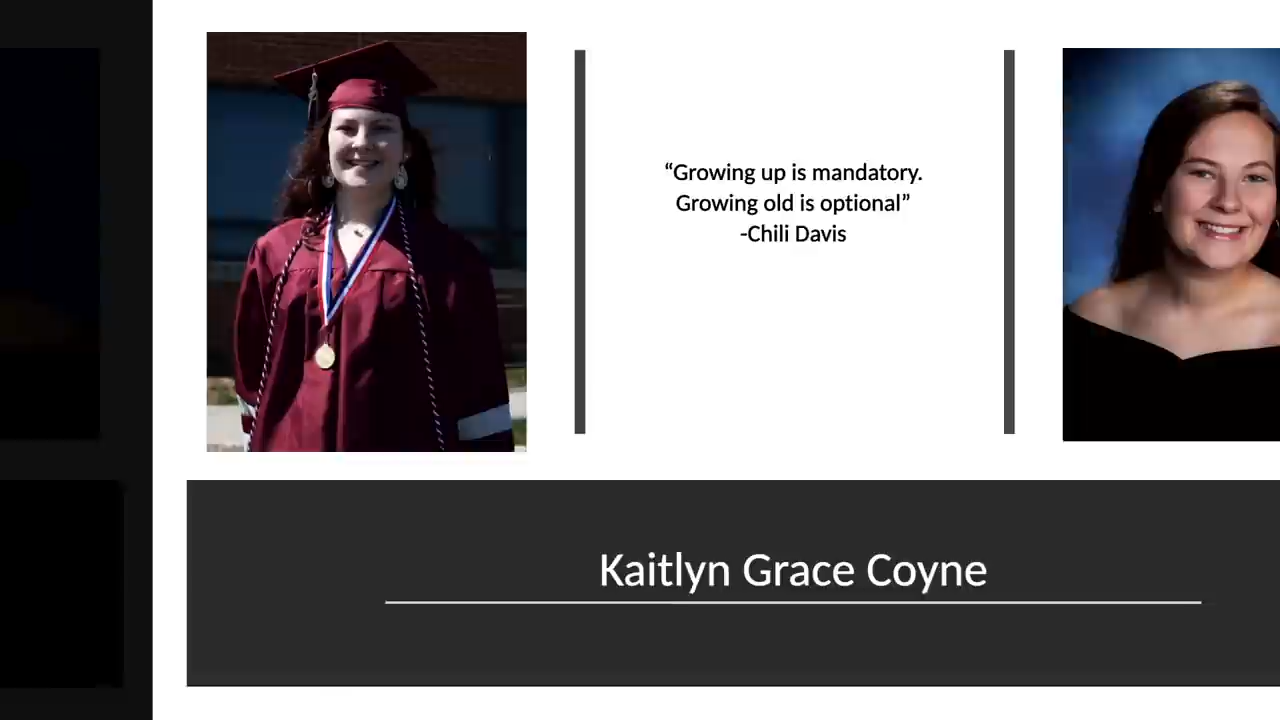 “Growing up is mandatory.
Growing old is optional”
-Chili Davis
Kaitlyn Grace Coyne